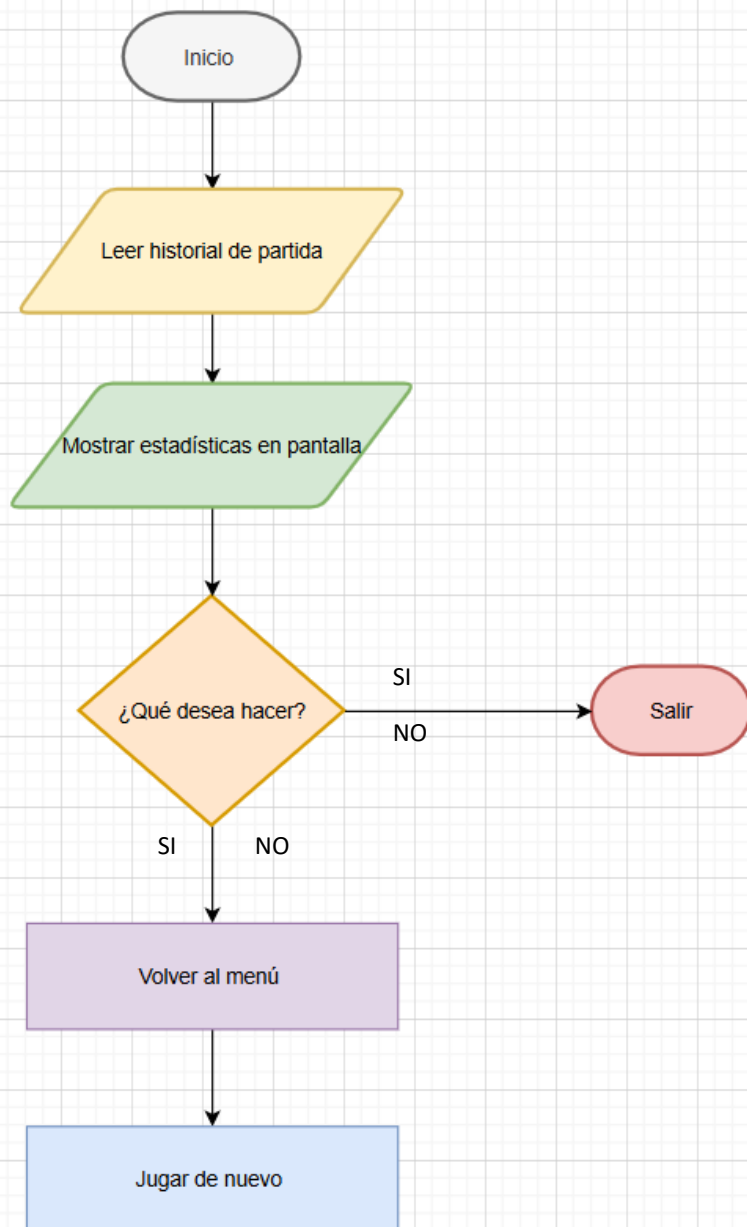 Inicio
Leer historial de partida
Mostrar estadísticas en pantalla
¿Qué desea hacer?
SI
NO
Salir
SI
NO
Volver al menú
Jugar de nuevo